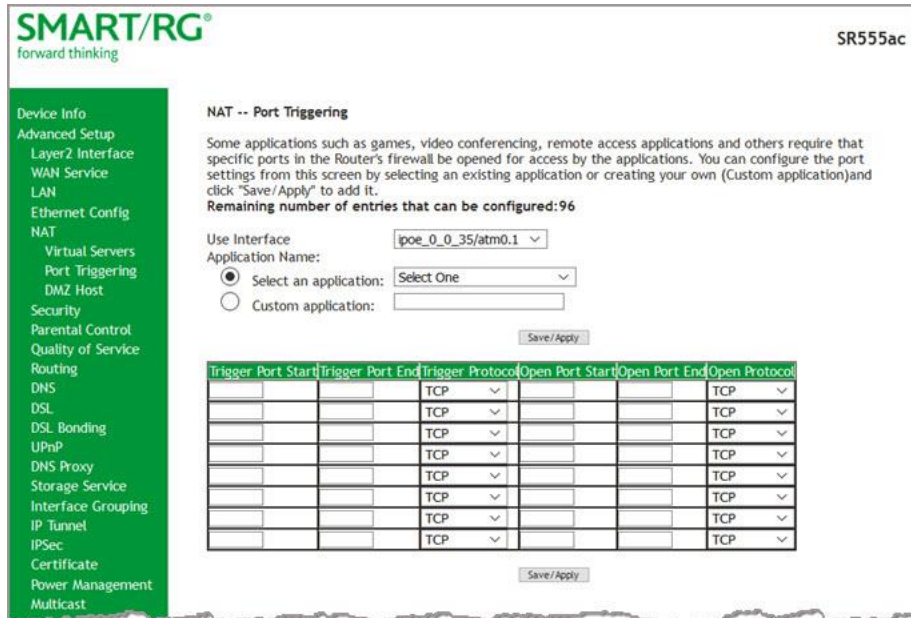 SMART/RG®
forward thinking
SR555ac
Device Info
Advanced Setup
Layer2 Interface
WAN Service
LAN
Ethernet Config
NAT
Virtual Servers
Port Triggering
DMZ Host
Security
Parental Control
Quality of Service
Routing
DNS
DSL
DSL Bonding
UPnP
DNS Proxy
Storage Service
Interface Grouping
IP Tunnel
IPSec
Certificate
Power Management
Multicast
NAT -- Port Triggering
Some applications such as games, video conferencing, remote access applications and others require that
specific ports in the Router's firewall be opened for access by the applications. You can configure the port
settings from this screen by selecting an existing application or creating your own (Custom application)and
click "Save/Apply" to add it.
Remaining number of entries that can be configured:96
Use Interface ipoe_0_0_35/atm0.1
Application Name:
Select an application: Select One
Custom application:
Save/Apply
Trigger Port Start Trigger Port End Trigger Protocol Open Port Start Open Port End Open Protocol
TCP TCP
TCP TCP
TCP TCP
TCP TCP
TCP TCP
TCP TCP
TCP TCP
TCP TCP
Save/Apply